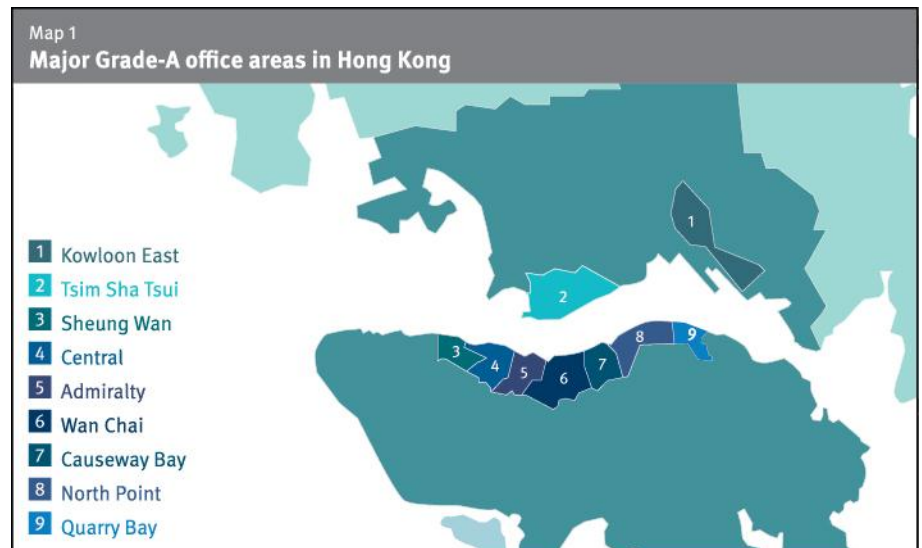 Map 1
Major Grade-A office areas in Hong Kong
1 Kowloon East
2 Tsim Sha Tsui
3 Sheung Wan
4 Central
5 Admiralty
6 Wan Chai
7 Causeway Bay
8 North Point
9 Quarry Bay
1
2
3
4
5
6
7
8
9